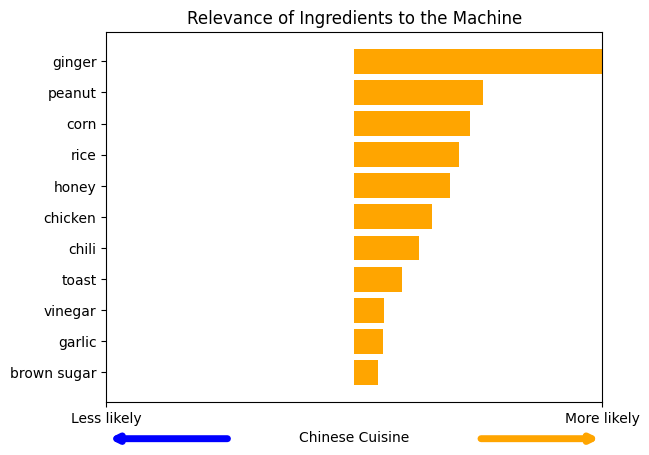 Relevance of Ingredients to the Machine
ginger
peanut
corn
rice
honey
chicken
chili
toast
vinegar
garlic
brown sugar
Less likely
More likely
Chinese Cuisine